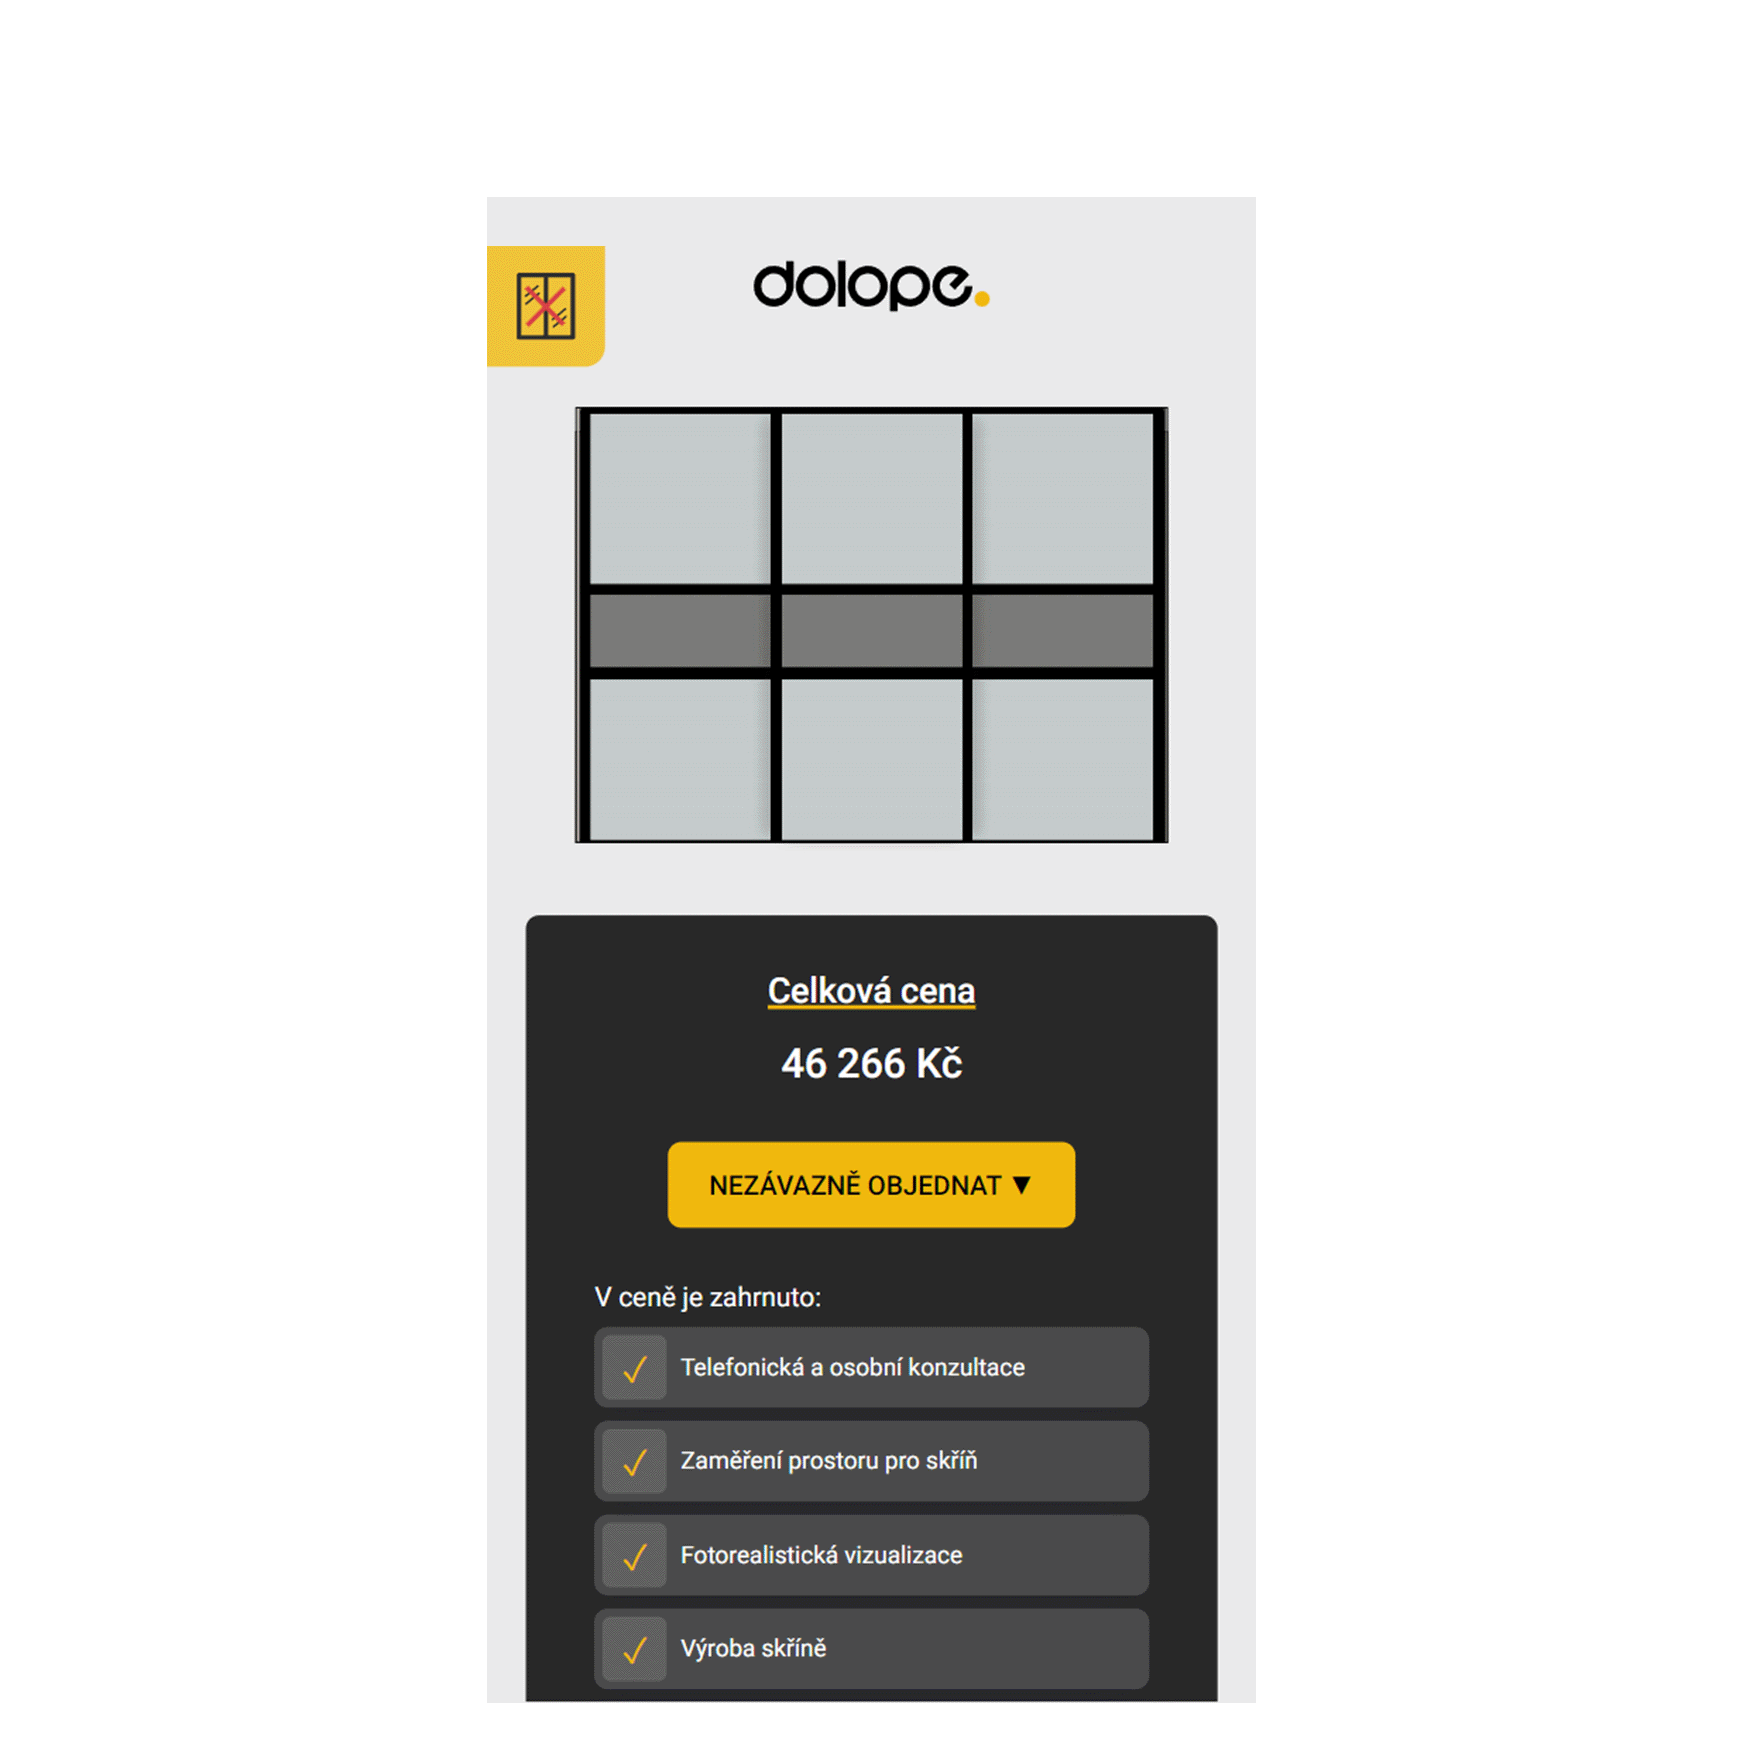 dolope.
Celková cena
46 266 Kč
NEZÁVAZNĚ OBJEDNAT ▼
V ceně je zahrnuto:
Telefonická a osobní konzultace
Zaměření prostoru pro skříň
Fotorealistická vizualizace
Výroba skříně